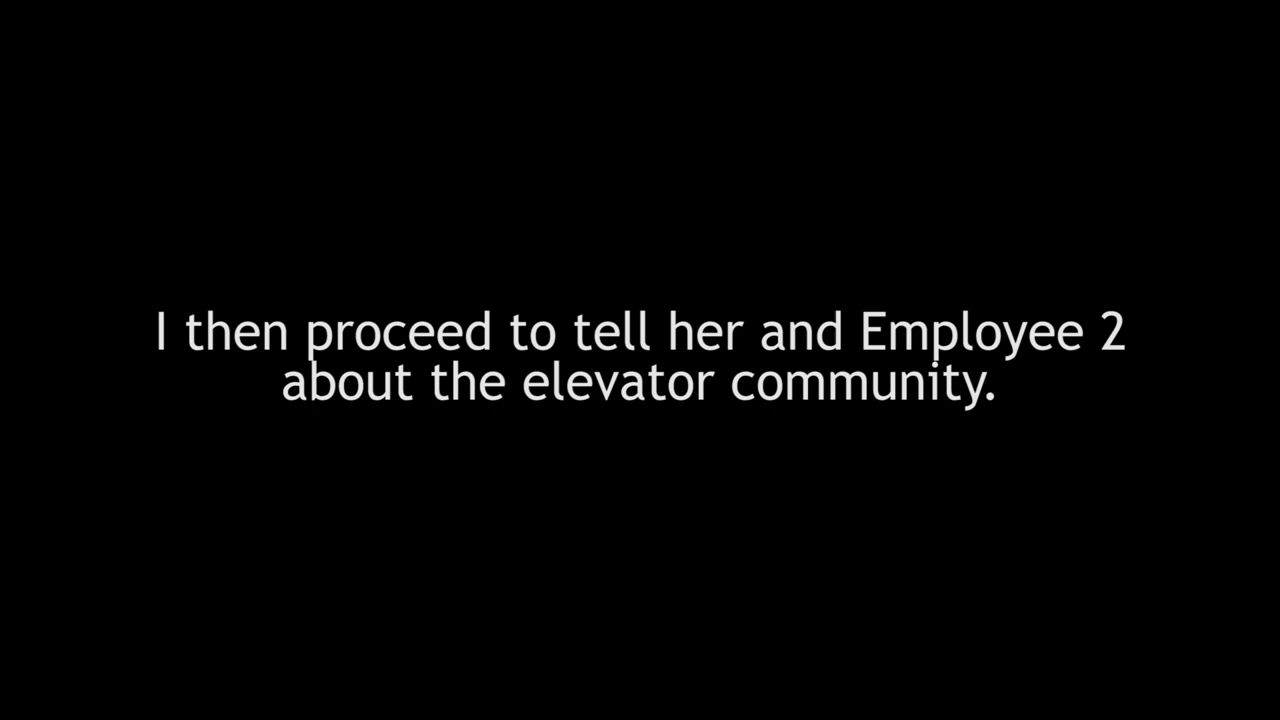 I then proceed to tell her and Employee 2
about the elevator community.